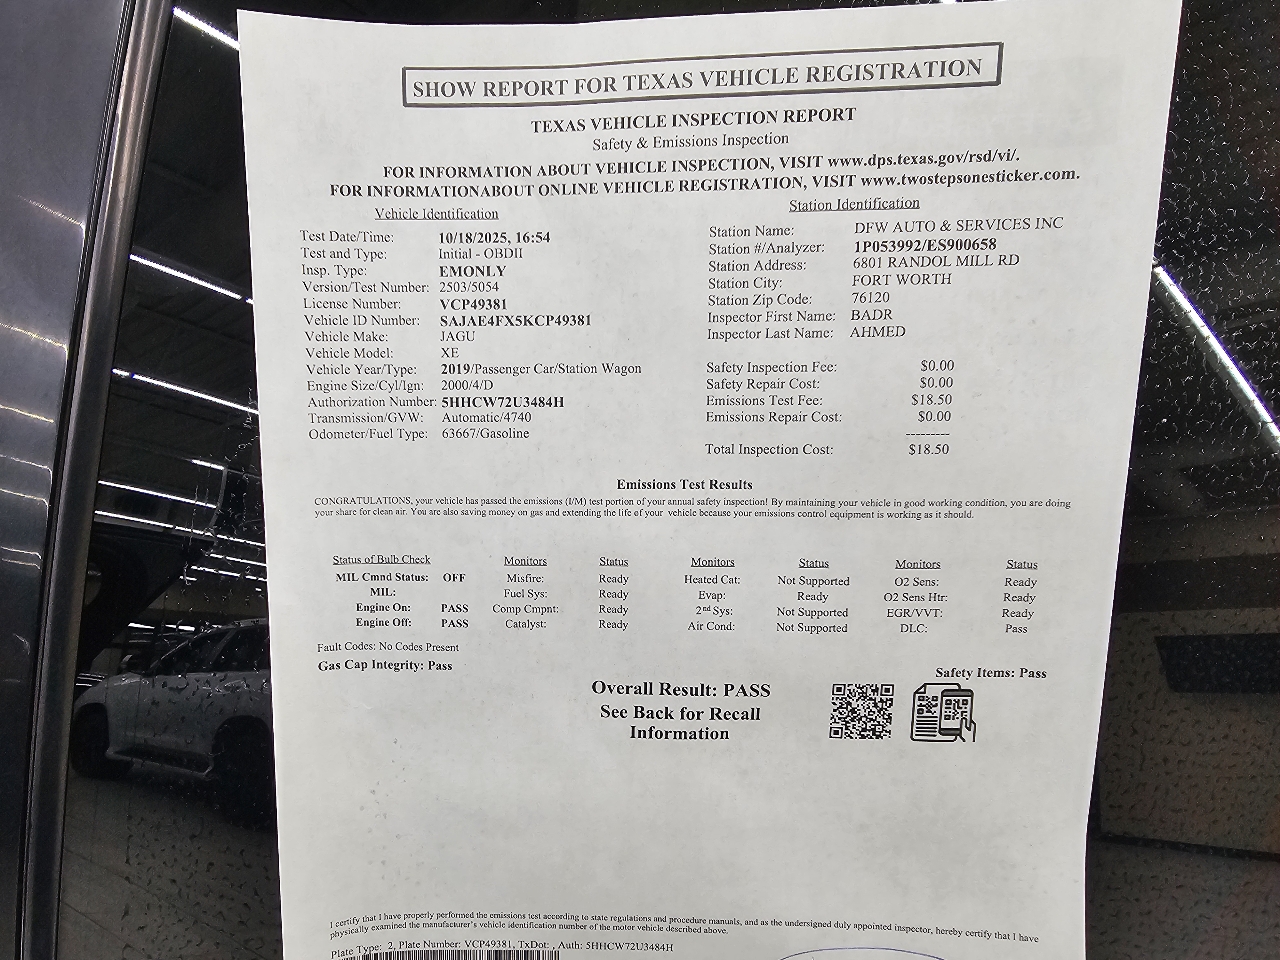 SHOW REPORT FOR TEXAS VEHICLE REGISTRATION
TEXAS VEHICLE INSPECTION REPORT
Safety & Emissions Inspection
FOR INFORMATION ABOUT VEHICLE INSPECTION, VISIT www.dps.texas.gov/rsd/vi/.
FOR INFORMATIONABOUT ONLINE VEHICLE REGISTRATION, VISIT www.twostepsonesticker.com.
Vehicle Identification
Test Date/Time: 10/18/2025, 16:54
Test and Type: Initial - OBDII
Insp. Type: EMONLY
Version/Test Number: 2503/5054
License Number: VCP49381
Vehicle ID Number: SAJAE4FX5KCP49381
Vehicle Make: JAGU
Vehicle Model: XE
Vehicle Year/Type: 2019/Passenger Car/Station Wagon
Engine Size/Cyl/Ign: 2000/4/D
Authorization Number: 5HHCW72U3484H
Transmission/GVW: Automatic/4740
Odometer/Fuel Type: 63667/Gasoline
Station Identification
Station Name: DFW AUTO & SERVICES INC
Station #/Analyzer: 1P053992/ES900658
Station Address: 6801 RANDOL MILL RD
Station City: FORT WORTH
Station Zip Code: 76120
Inspector First Name: BADR
Inspector Last Name: AHMED
Safety Inspection Fee: $0.00
Safety Repair Cost: $0.00
Emissions Test Fee: $18.50
Emissions Repair Cost: $0.00
--------
Total Inspection Cost: $18.50
Emissions Test Results
CONGRATULATIONS, your vehicle has passed the emissions (I/M) test portion of your annual safety inspection! By maintaining your vehicle in good working condition, you are doing
your share for clean air. You are also saving money on gas and extending the life of your vehicle because your emissions control equipment is working as it should.
Status of Bulb Check Monitors Status Monitors Status Monitors Status
MIL Cmnd Status: OFF Misfire: Ready Heated Cat: Not Supported O2 Sens: Ready
MIL: Fuel Sys: Ready Evap: Ready O2 Sens Htr: Ready
Engine On: PASS Comp Cmpnt: Ready 2nd Sys: Not Supported EGR/VVT: Ready
Engine Off: PASS Catalyst: Ready Air Cond: Not Supported DLC: Pass
Fault Codes: No Codes Present
Gas Cap Integrity: Pass
Safety Items: Pass
Overall Result: PASS
See Back for Recall
Information
I certify that I have properly performed the emissions test according to state regulations and procedure manuals, and as the undersigned duly appointed inspector, hereby certify that I have
physically examined the manufacturer's vehicle identification number of the motor vehicle described above.
Plate Type: 2, Plate Number: VCP49381, TxDot: , Auth: 5HHCW72U3484H